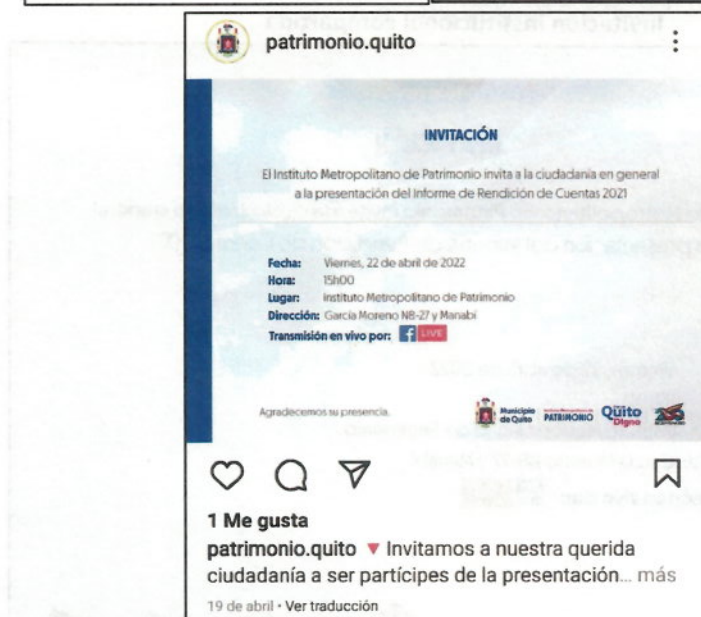 patrimonio.quito
INVITACIÓN
El Instituto Metropolitano de Patrimonio invita a la ciudadanía en general
a la presentación del Informe de Rendición de Cuentas 2021
Fecha: Viernes, 22 de abril de 2022
Hora: 15h00
Lugar: Instituto Metropolitano de Patrimonio
Dirección: García Moreno N8-27 y Manabí
Transmisión en vivo por: f LIVE
Agradecemos su presencia.
Municipio de Quito PATRIMONIO Quito Digno
1 Me gusta
patrimonio.quito 🔻 Invitamos a nuestra querida
ciudadanía a ser partícipes de la presentación... más
19 de abril • Ver traducción